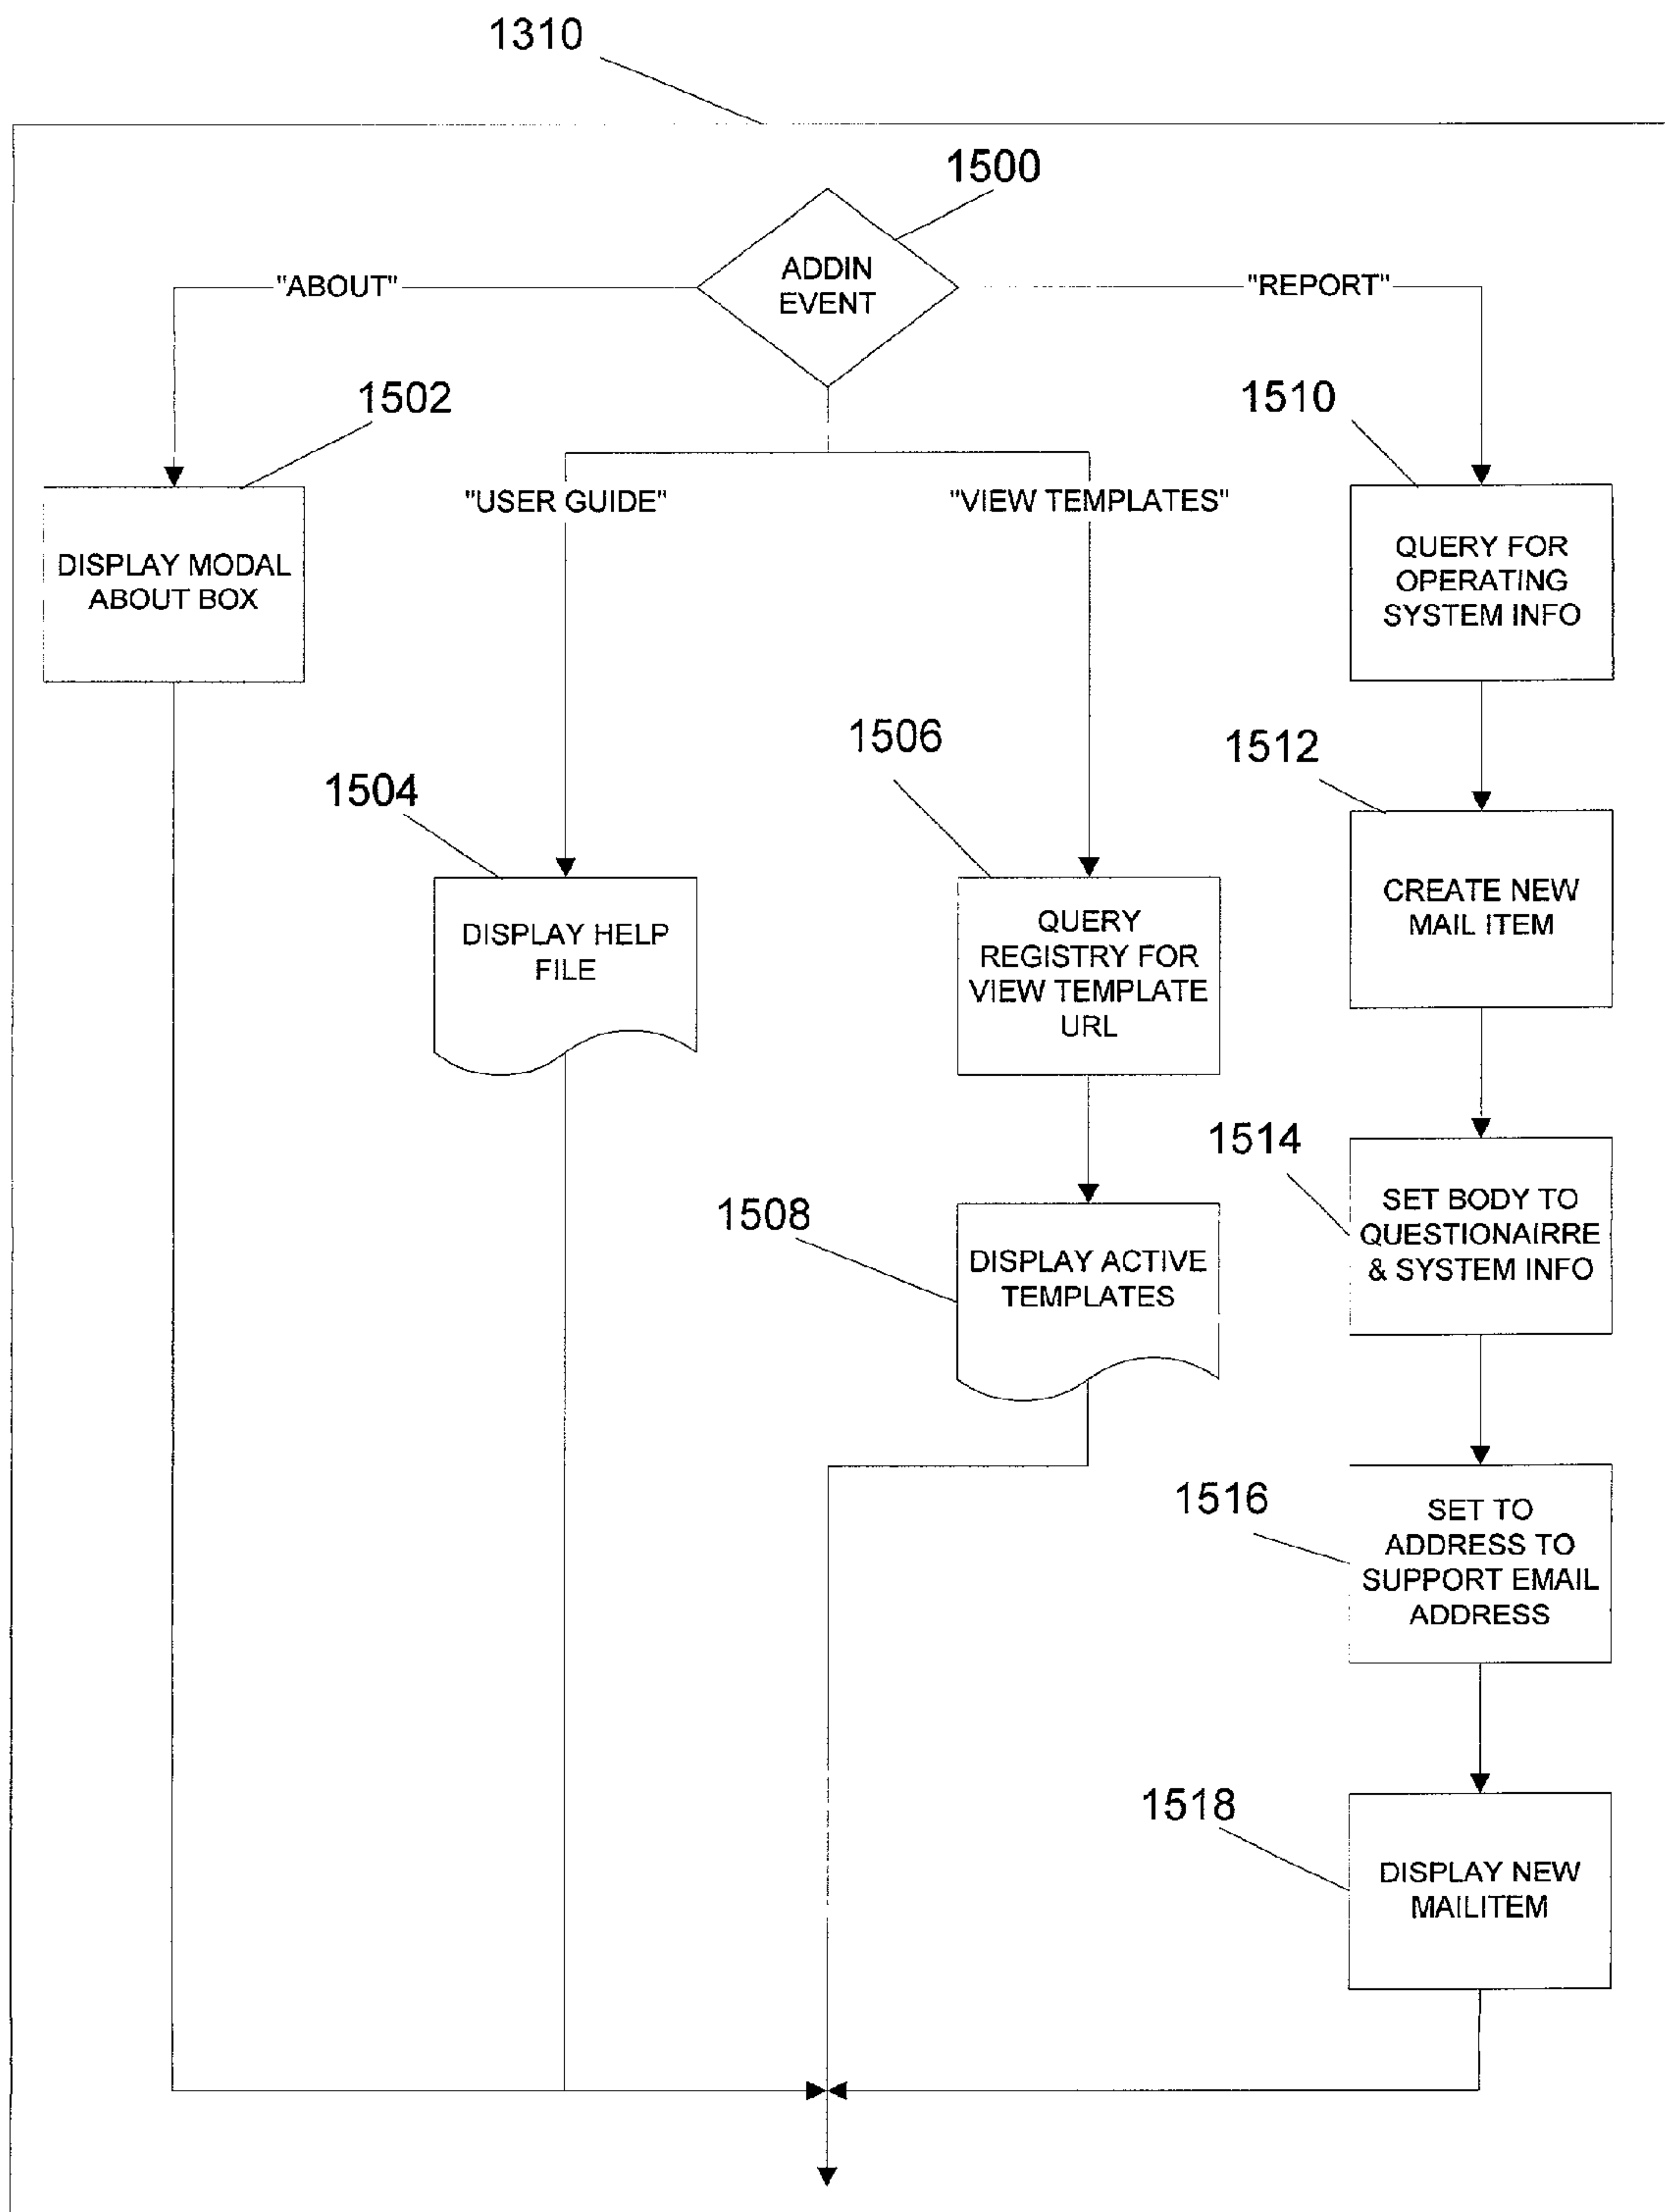 1310
1500
ADDIN
EVENT
"ABOUT"
"REPORT"
1502
1510
"USER GUIDE"
"VIEW TEMPLATES"
DISPLAY MODAL
ABOUT BOX
QUERY FOR
OPERATING
SYSTEM INFO
1504
1506
1512
DISPLAY HELP
FILE
QUERY
REGISTRY FOR
VIEW TEMPLATE
URL
CREATE NEW
MAIL ITEM
1508
1514
DISPLAY ACTIVE
TEMPLATES
SET BODY TO
QUESTIONAIRRE
& SYSTEM INFO
1516
SET TO
ADDRESS TO
SUPPORT EMAIL
ADDRESS
1518
DISPLAY NEW
MAILITEM